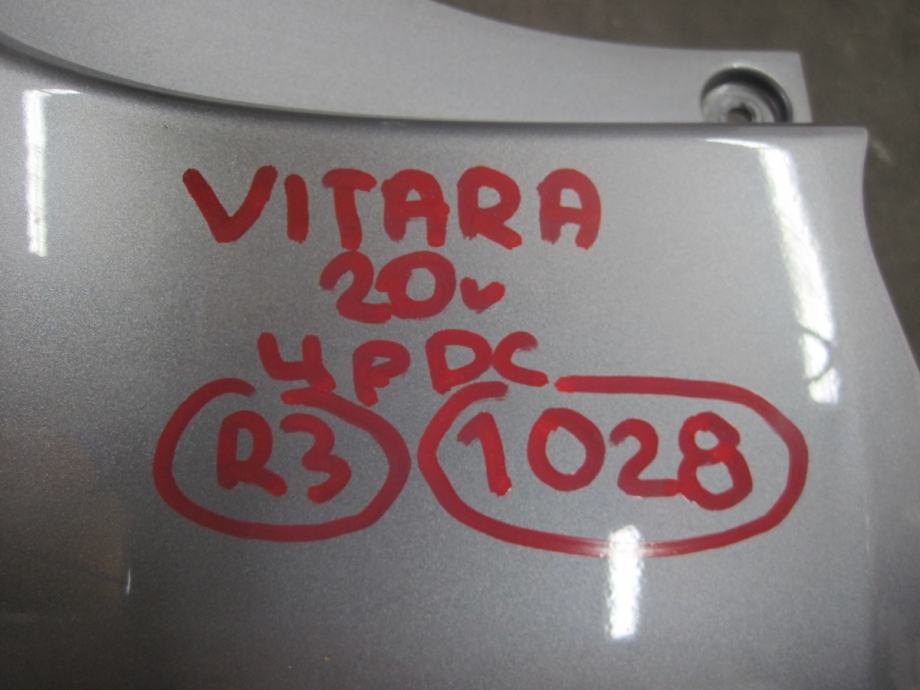 VITARA
20v
4PDC
R3 1028